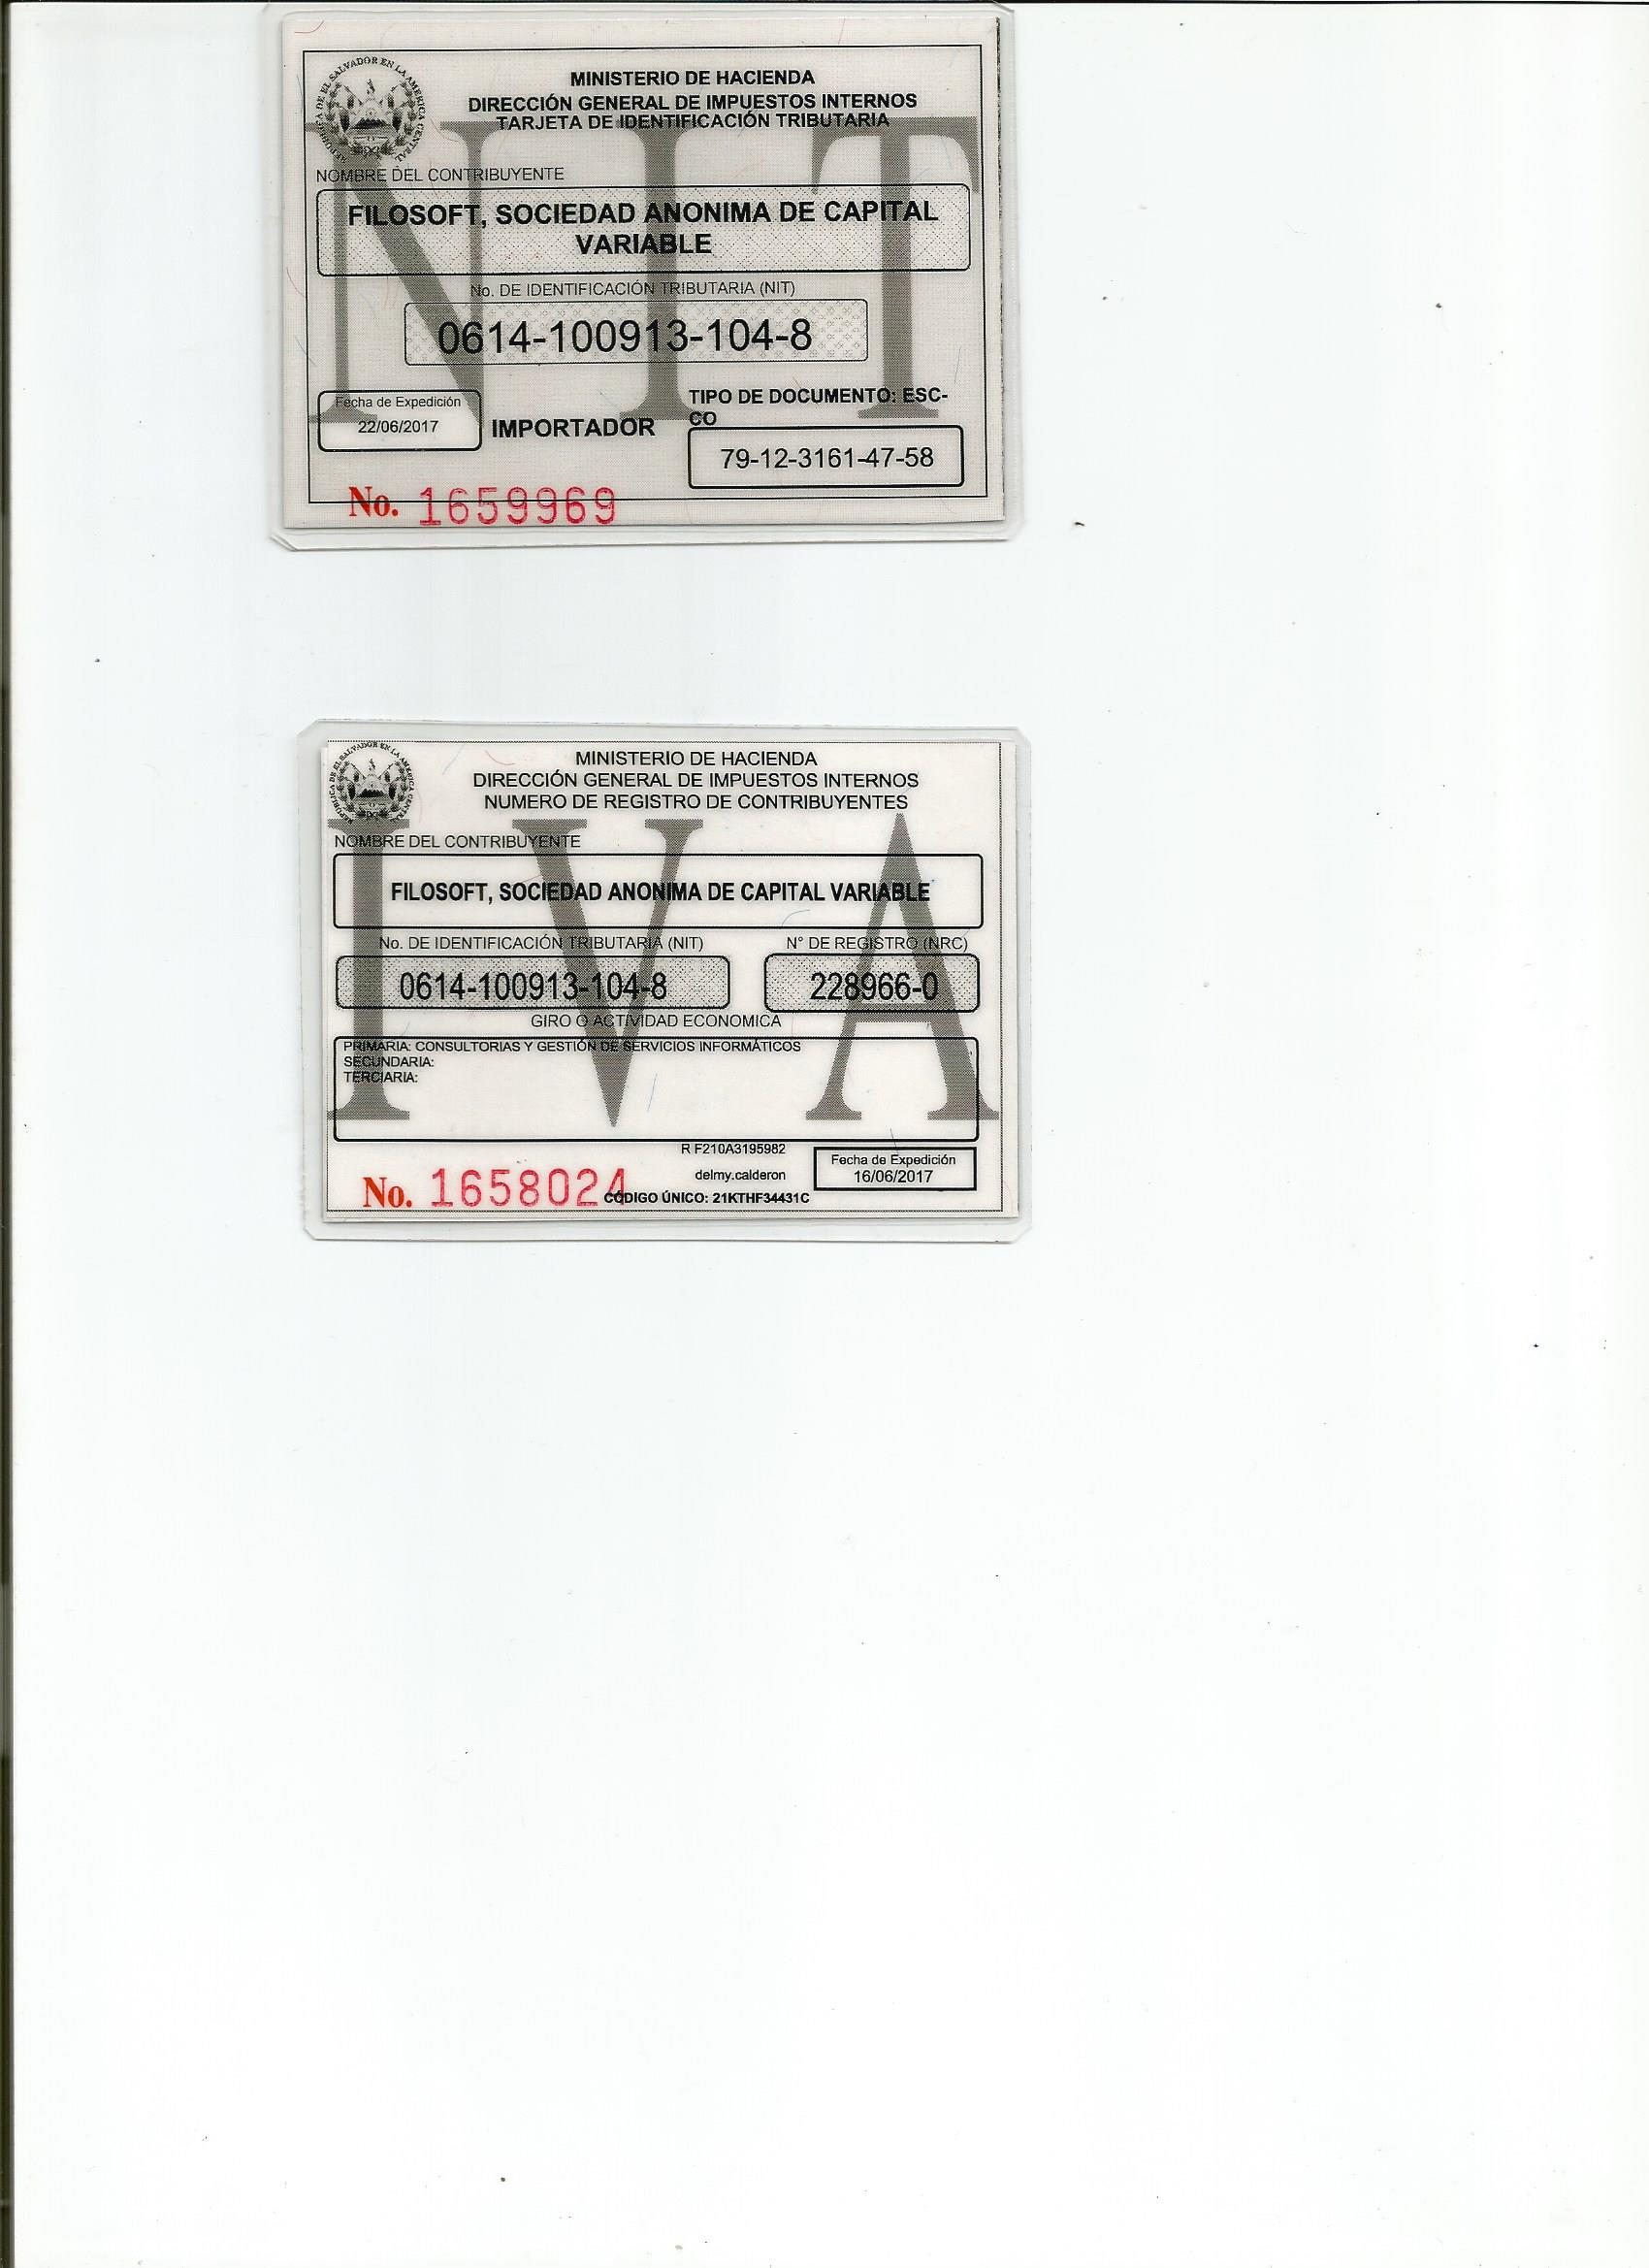 REPUBLICA DE EL SALVADOR EN LA AMERICA CENTRAL
MINISTERIO DE HACIENDA
DIRECCIÓN GENERAL DE IMPUESTOS INTERNOS
TARJETA DE IDENTIFICACIÓN TRIBUTARIA
NIT
NOMBRE DEL CONTRIBUYENTE
FILOSOFT, SOCIEDAD ANONIMA DE CAPITAL
VARIABLE
No. DE IDENTIFICACIÓN TRIBUTARIA (NIT)
0614-100913-104-8
Fecha de Expedición
22/06/2017
IMPORTADOR
TIPO DE DOCUMENTO: ESC-
CO
79-12-3161-47-58
No. 1659969
REPUBLICA DE EL SALVADOR EN LA AMERICA CENTRAL
MINISTERIO DE HACIENDA
DIRECCIÓN GENERAL DE IMPUESTOS INTERNOS
NUMERO DE REGISTRO DE CONTRIBUYENTES
IVA
NOMBRE DEL CONTRIBUYENTE
FILOSOFT, SOCIEDAD ANONIMA DE CAPITAL VARIABLE
No. DE IDENTIFICACIÓN TRIBUTARIA (NIT) N° DE REGISTRO (NRC)
0614-100913-104-8 228966-0
GIRO O ACTIVIDAD ECONOMICA
PRIMARIA: CONSULTORIAS Y GESTIÓN DE SERVICIOS INFORMÁTICOS
SECUNDARIA:
TERCIARIA:
R F210A3195982
delmy.calderon
Fecha de Expedición
16/06/2017
No. 1658024
CÓDIGO ÚNICO: 21KTHF34431C